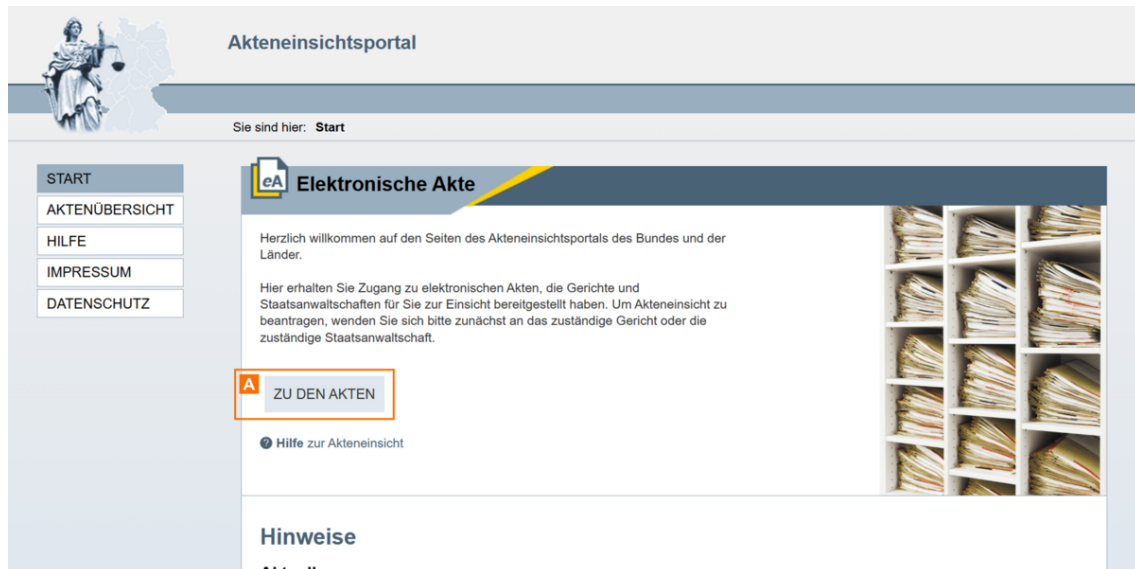 Akteneinsichtsportal
Sie sind hier: Start
START
AKTENÜBERSICHT
HILFE
IMPRESSUM
DATENSCHUTZ
eA Elektronische Akte
Herzlich willkommen auf den Seiten des Akteneinsichtsportals des Bundes und der
Länder.
Hier erhalten Sie Zugang zu elektronischen Akten, die Gerichte und
Staatsanwaltschaften für Sie zur Einsicht bereitgestellt haben. Um Akteneinsicht zu
beantragen, wenden Sie sich bitte zunächst an das zuständige Gericht oder die
zuständige Staatsanwaltschaft.
A ZU DEN AKTEN
? Hilfe zur Akteneinsicht
Hinweise